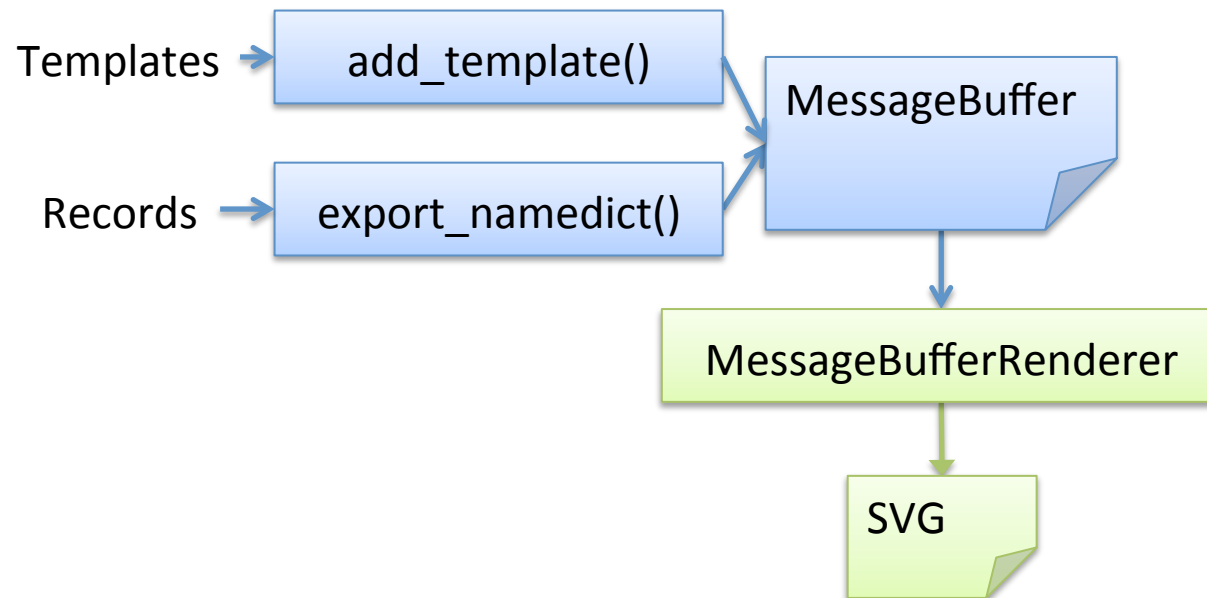 Templates
add_template()
MessageBuffer
Records
export_namedict()
MessageBufferRenderer
SVG